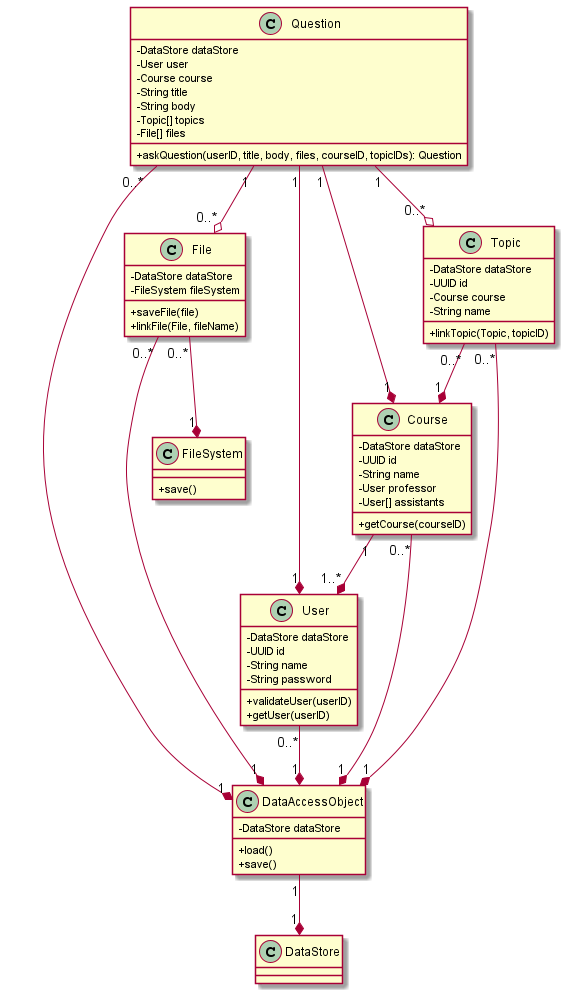 C Question
-DataStore dataStore
-User user
-Course course
-String title
-String body
-Topic[] topics
-File[] files
+askQuestion(userID, title, body, files, courseID, topicIDs): Question
0..* 1 1 1 1
0..* 0..*
C File
-DataStore dataStore
-FileSystem fileSystem
+saveFile(file)
+linkFile(File, fileName)
C Topic
-DataStore dataStore
-UUID id
-Course course
-String name
+linkTopic(Topic, topicID)
0..* 0..* 0..* 0..*
1 1
1
C Course
-DataStore dataStore
-UUID id
-String name
-User professor
-User[] assistants
+getCourse(courseID)
C FileSystem
+save()
1 0..*
1 1..*
C User
-DataStore dataStore
-UUID id
-String name
-String password
+validateUser(userID)
+getUser(userID)
0..*
1 1 1 1 1
C DataAccessObject
-DataStore dataStore
+load()
+save()
1
1
C DataStore